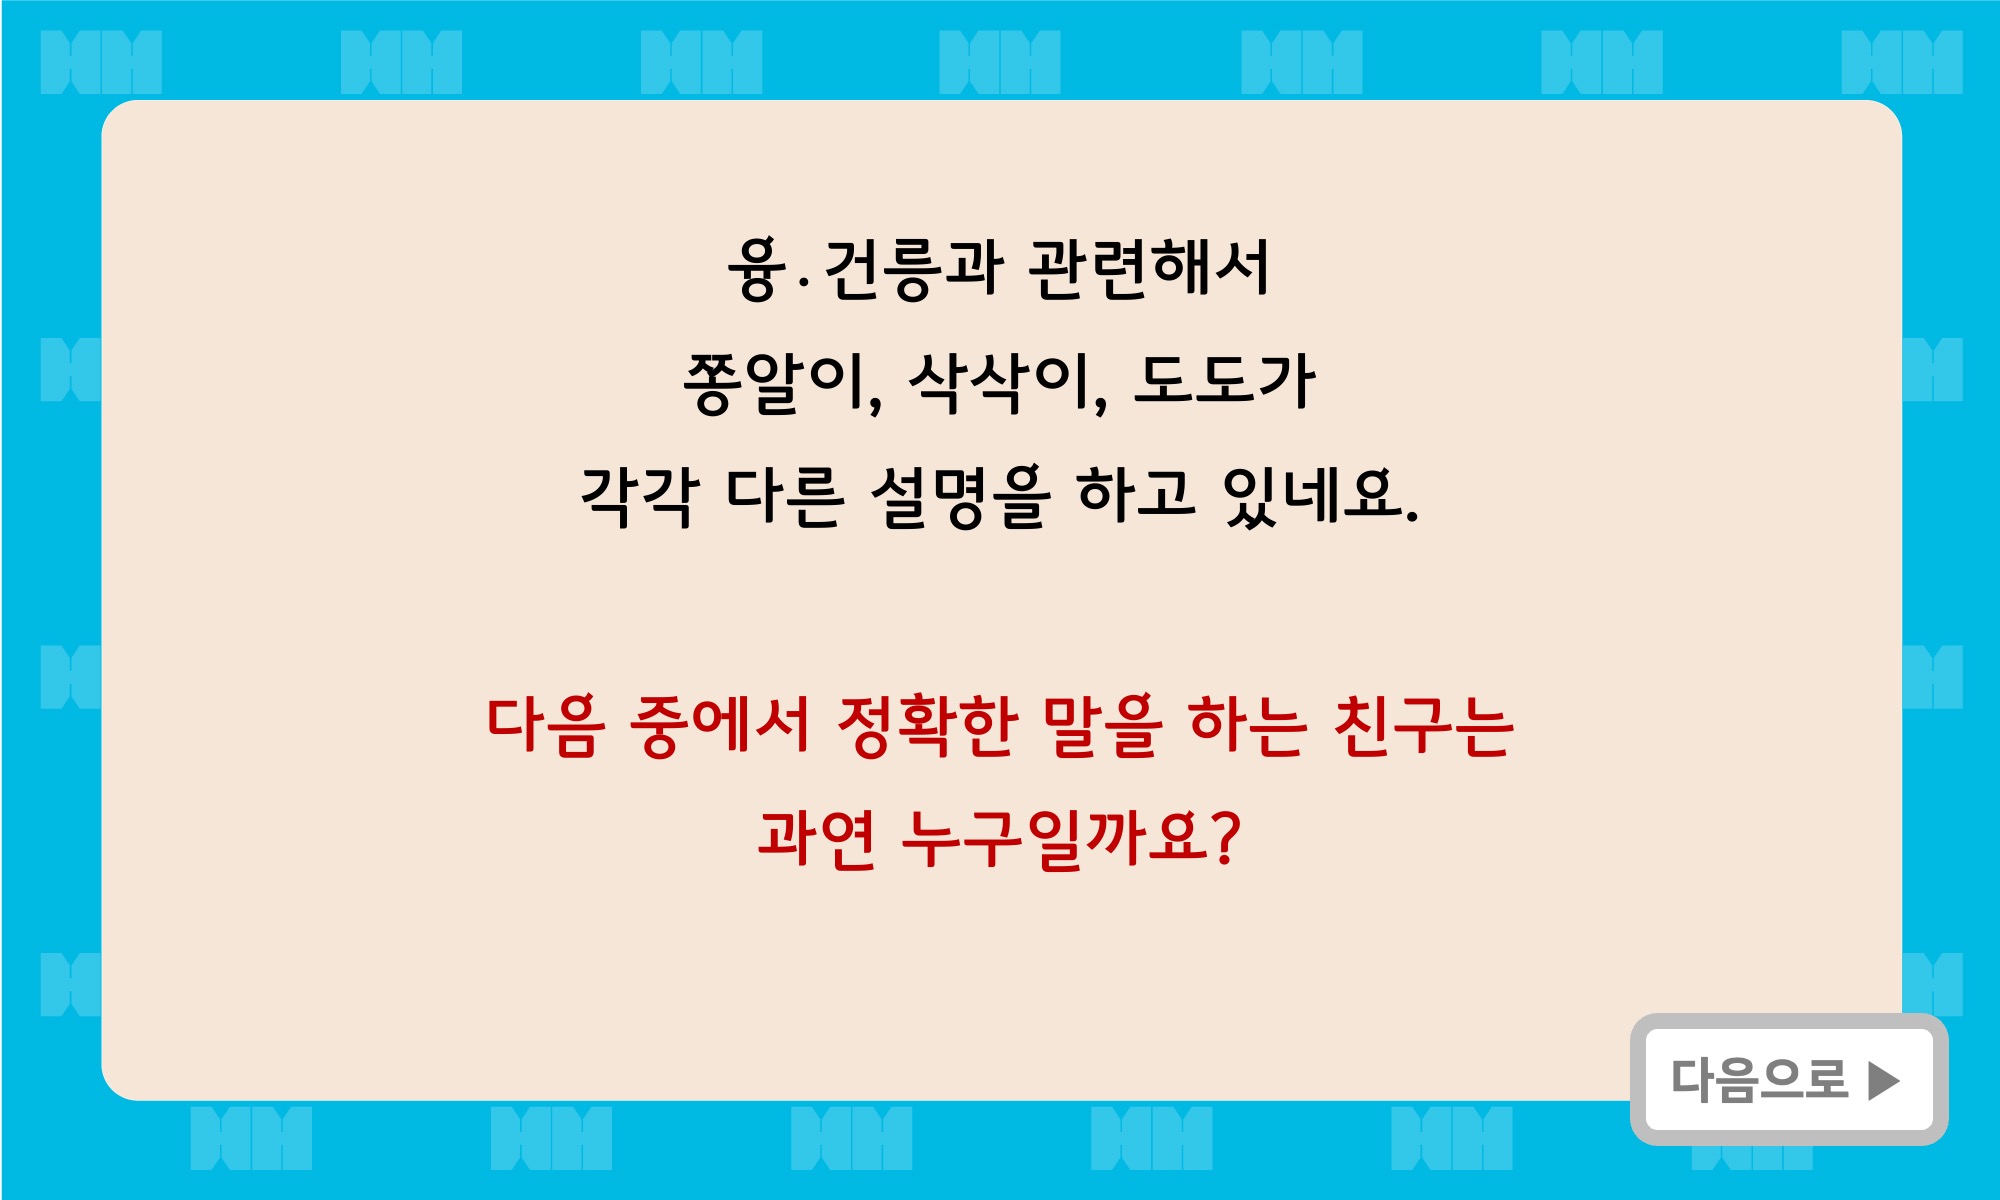 융.건릉과 관련해서
쫑알이, 삭삭이, 도도가
각각 다른 설명을 하고 있네요.
다음 중에서 정확한 말을 하는 친구는
과연 누구일까요?
다음으로 ▶